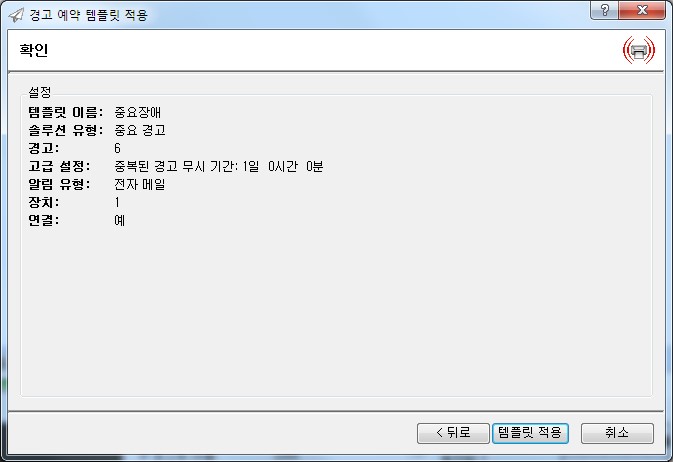 경고 예약 템플릿 적용
확인
설정
템플릿 이름: 중요장애
솔루션 유형: 중요 경고
경고: 6
고급 설정: 중복된 경고 무시 기간: 1일 0시간 0분
알림 유형: 전자 메일
장치: 1
연결: 예
< 뒤로 템플릿 적용 취소